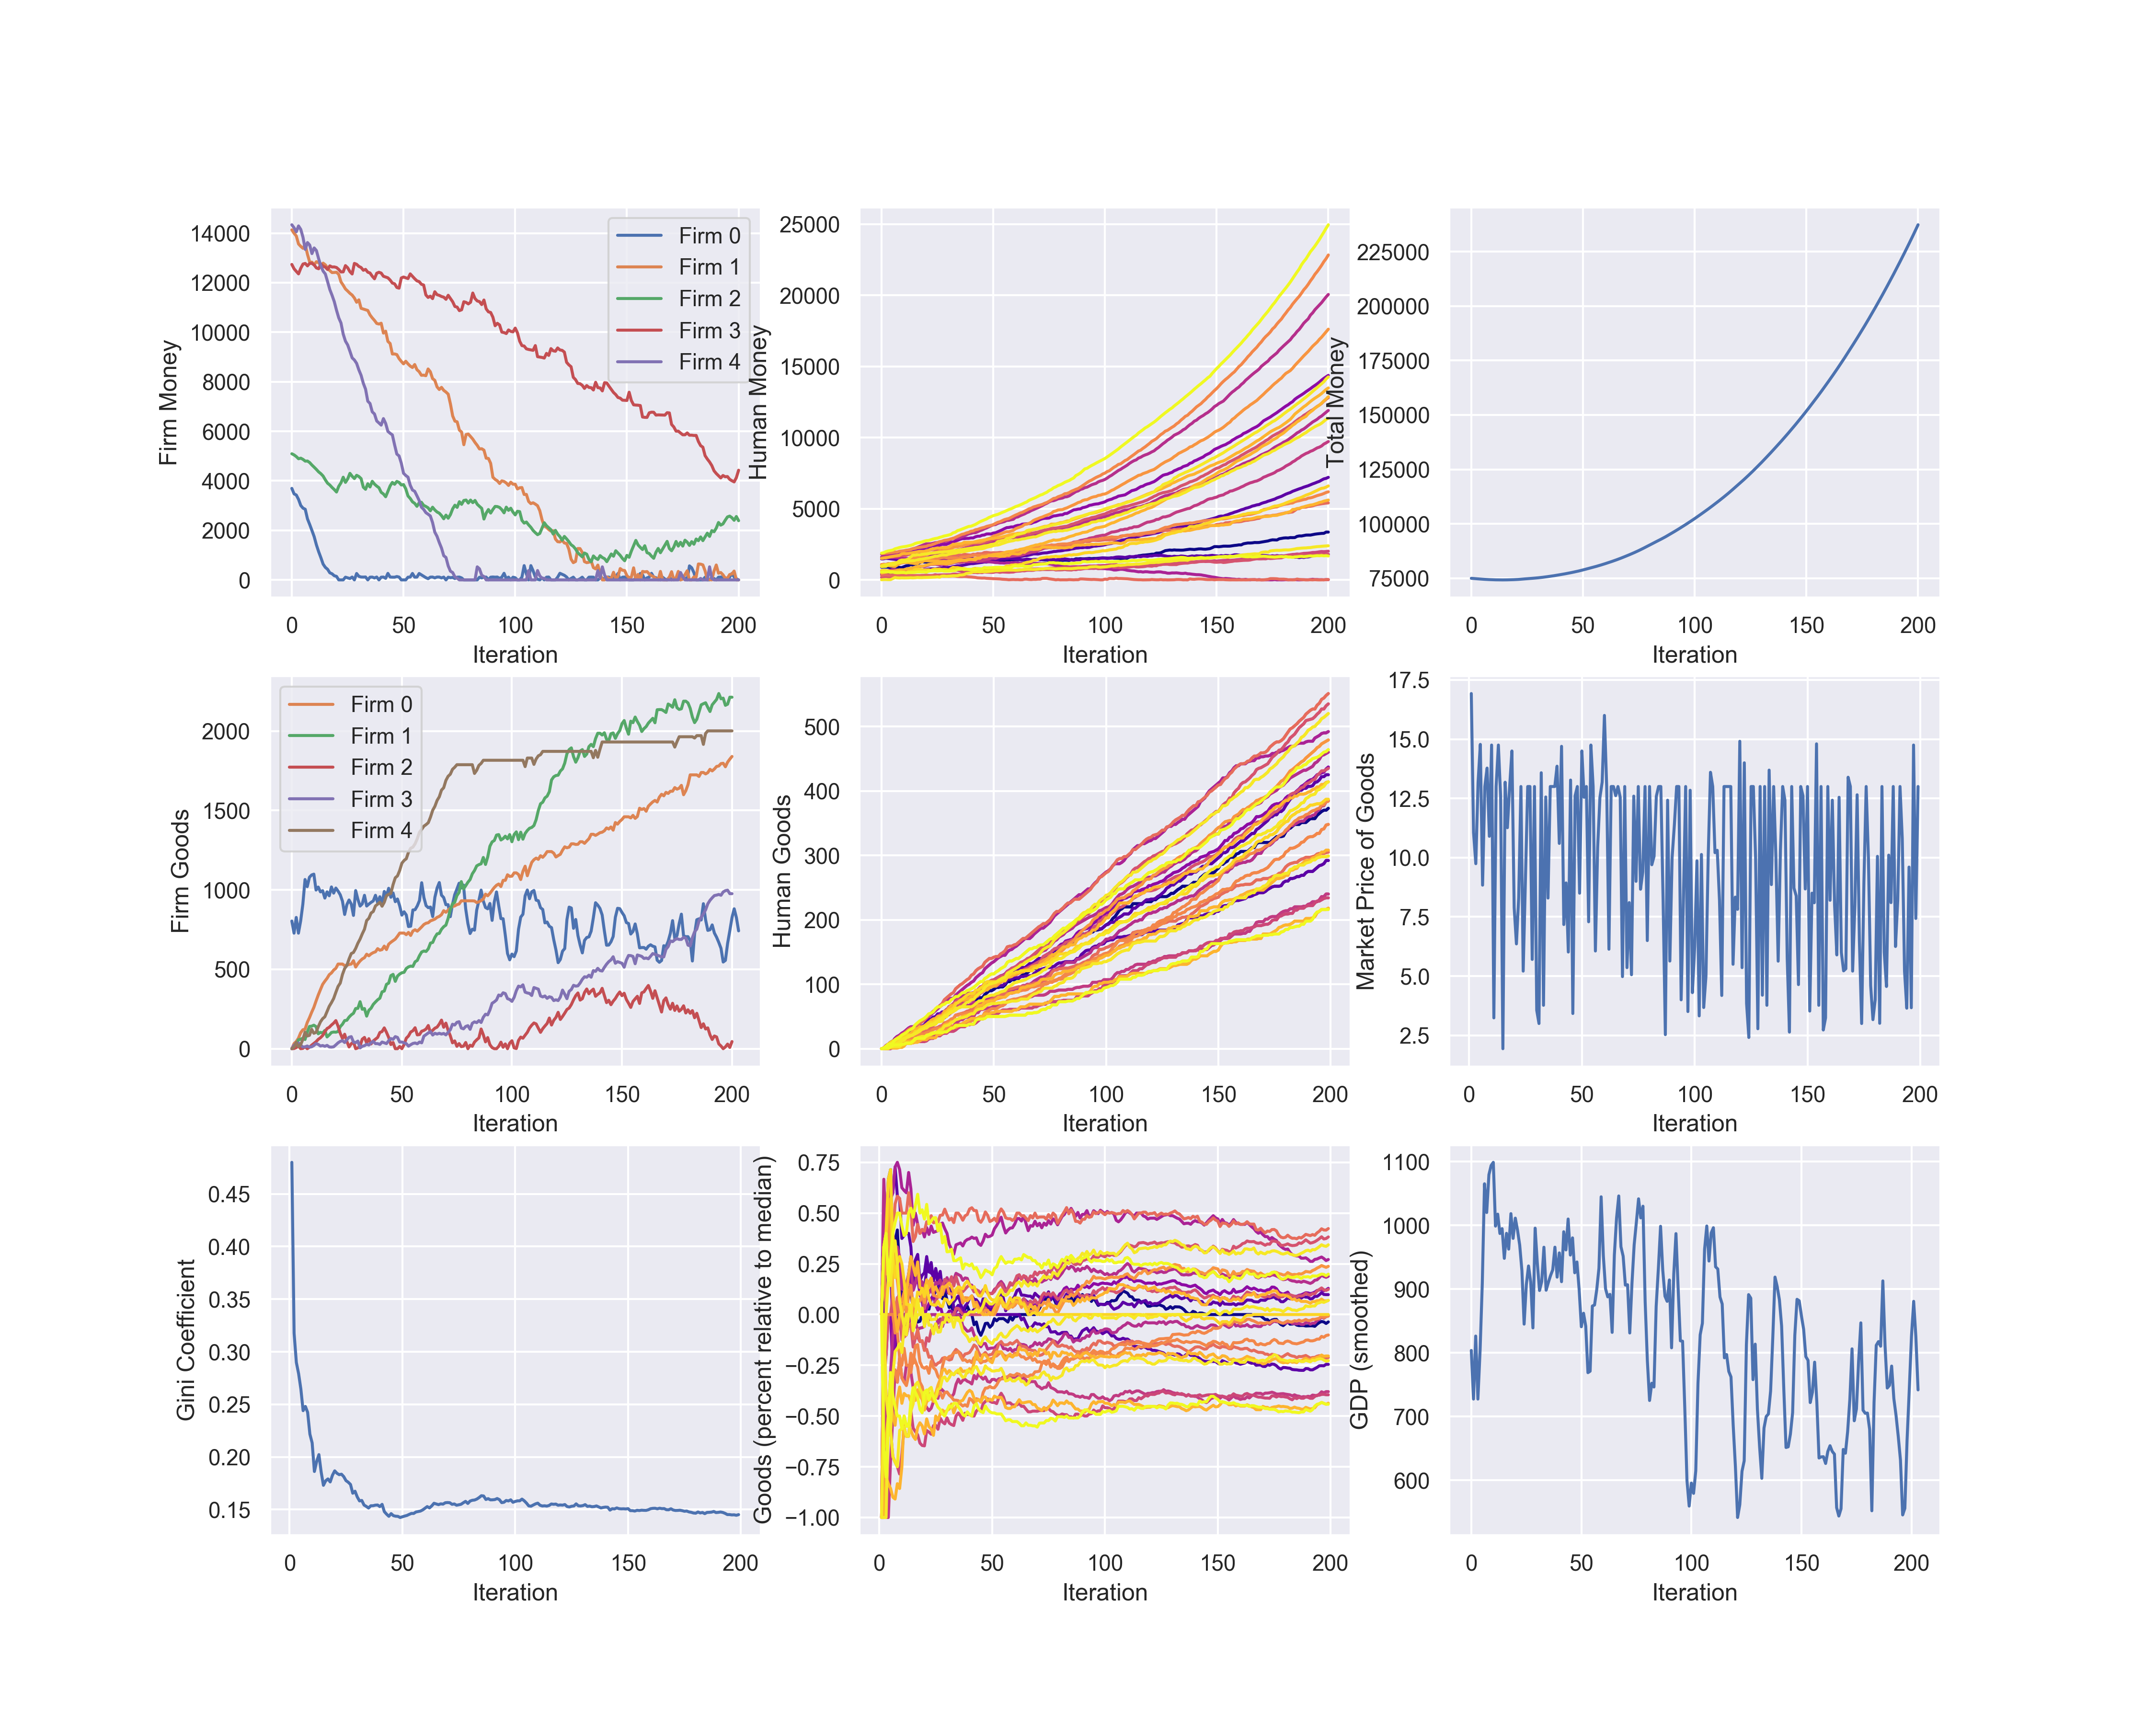 Firm Money
14000
12000
10000
8000
6000
4000
2000
0
Firm 0
Firm 1
Firm 2
Firm 3
Firm 4
0 50 100 150 200
Iteration
Human Money
25000
20000
15000
10000
5000
0
0 50 100 150 200
Iteration
Total Money
225000
200000
175000
150000
125000
100000
75000
0 50 100 150 200
Iteration
Firm Goods
2000
1500
1000
500
0
Firm 0
Firm 1
Firm 2
Firm 3
Firm 4
0 50 100 150 200
Iteration
Human Goods
500
400
300
200
100
0
0 50 100 150 200
Iteration
Market Price of Goods
17.5
15.0
12.5
10.0
7.5
5.0
2.5
0 50 100 150 200
Iteration
Gini Coefficient
0.45
0.40
0.35
0.30
0.25
0.20
0.15
0 50 100 150 200
Iteration
Goods (percent relative to median)
0.75
0.50
0.25
0.00
−0.25
−0.50
−0.75
−1.00
0 50 100 150 200
Iteration
GDP (smoothed)
1100
1000
900
800
700
600
0 50 100 150 200
Iteration